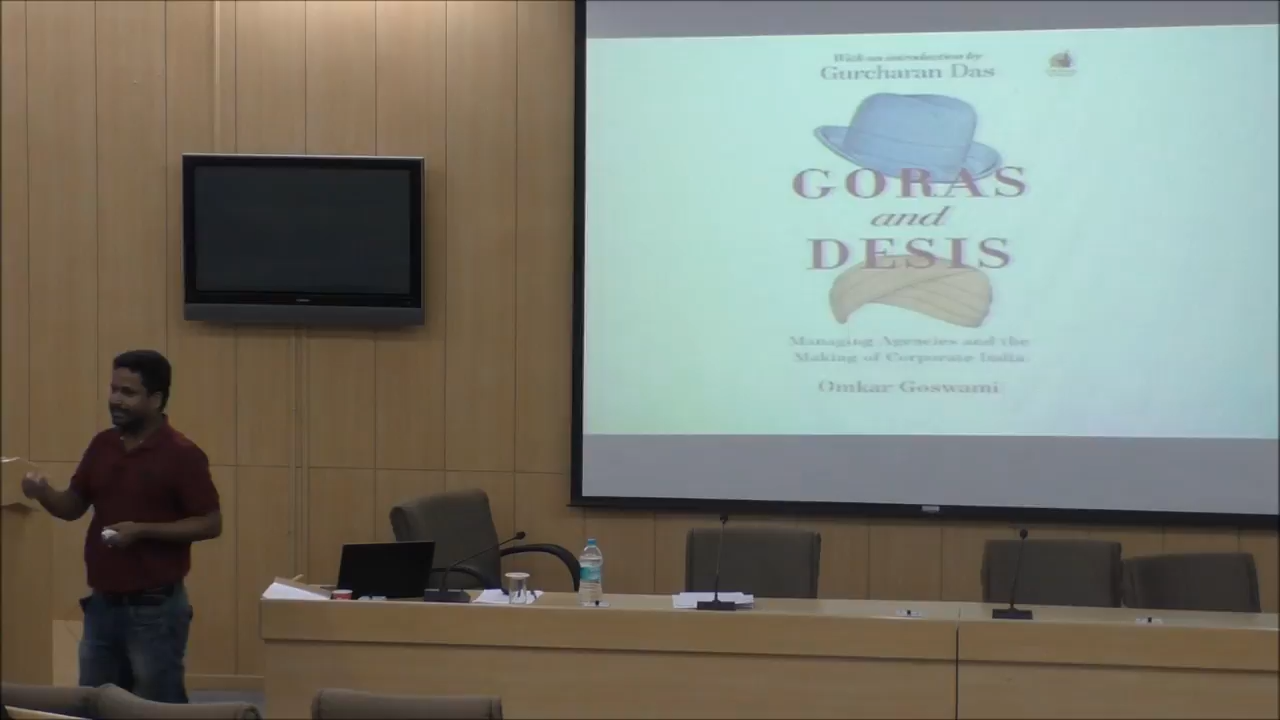 With an introduction by
Gurcharan Das
GORAS
and
DESIS
Managing Agencies and the
Making of Corporate India
Omkar Goswami